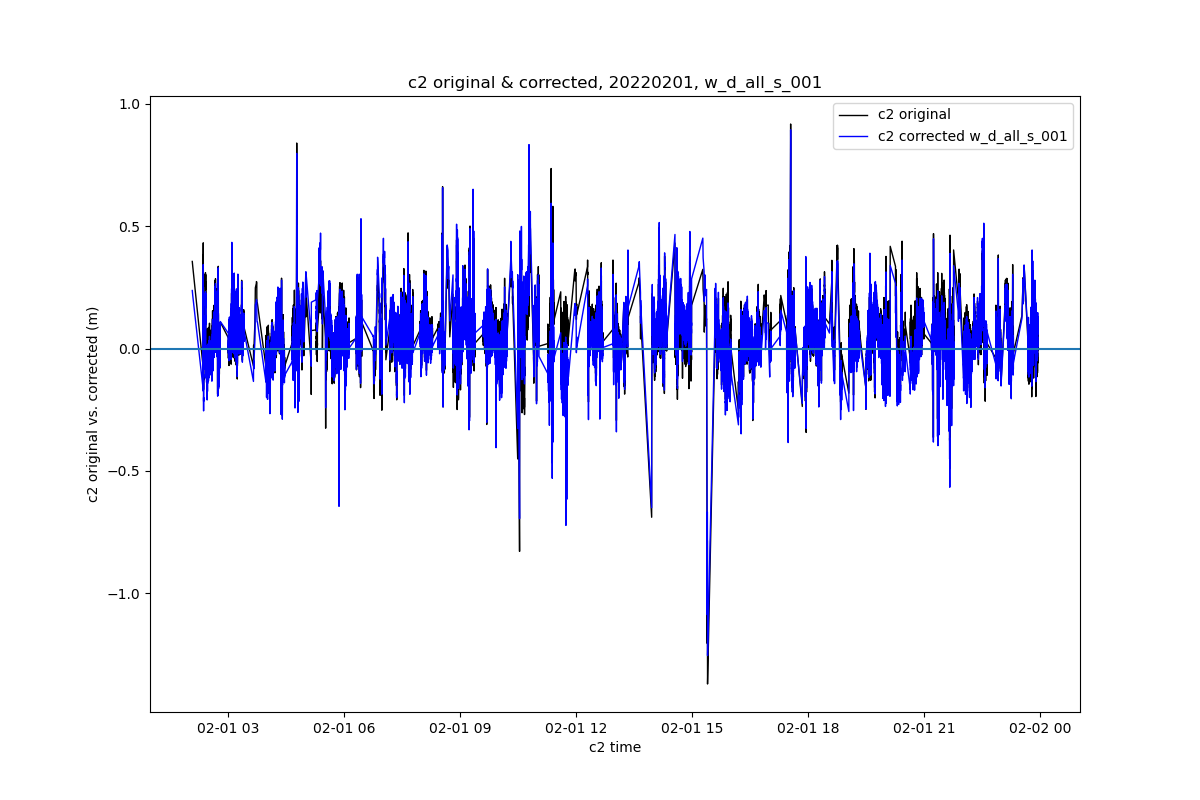 c2 original & corrected, 20220201, w_d_all_s_001
c2 original
c2 corrected w_d_all_s_001
1.0
0.5
0.0
−0.5
−1.0
c2 original vs. corrected (m)
02-01 03
02-01 06
02-01 09
02-01 12
02-01 15
02-01 18
02-01 21
02-02 00
c2 time